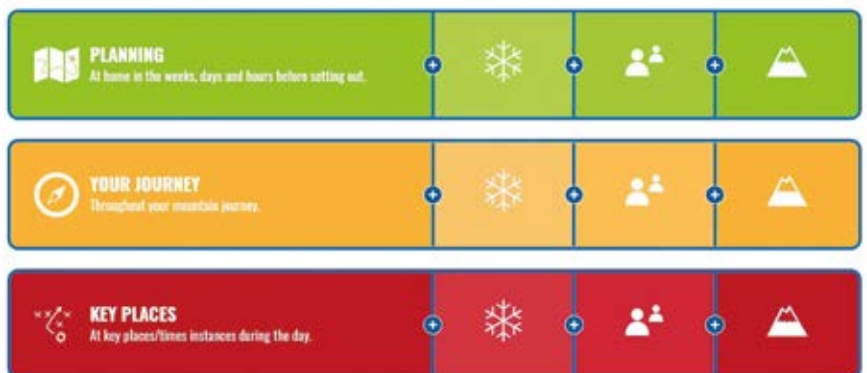 PLANNING
At home in the weeks, days and hours before setting out.
YOUR JOURNEY
Throughout your mountain journey.
KEY PLACES
At key places/times instances during the day.